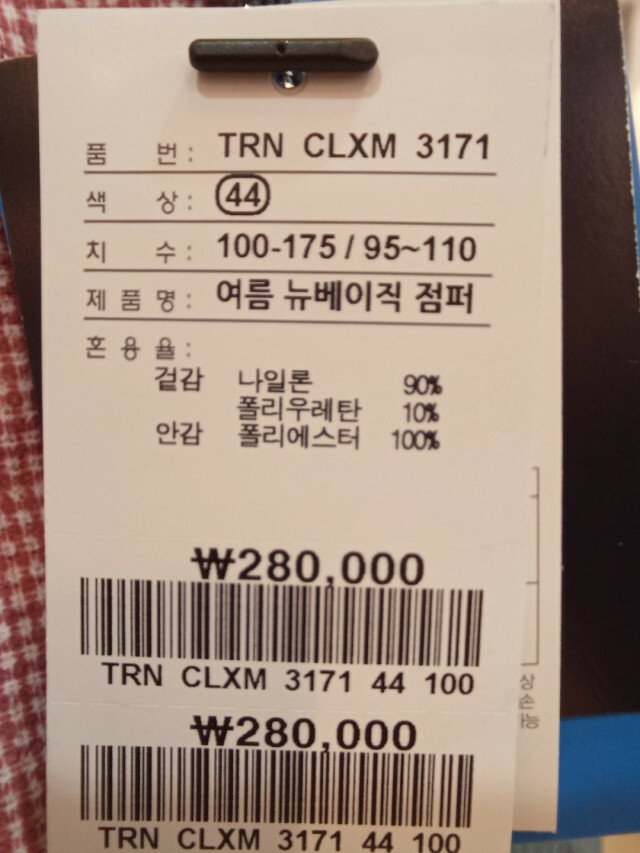 품 번 : TRN CLXM 3171
색 상 : 44
치 수 : 100-175 / 95~110
제 품 명 : 여름 뉴베이직 점퍼
혼 용 율 :
겉감 나일론 90%
폴리우레탄 10%
안감 폴리에스터 100%
₩280,000
TRN CLXM 3171 44 100
₩280,000
TRN CLXM 3171 44 100
상
손
능